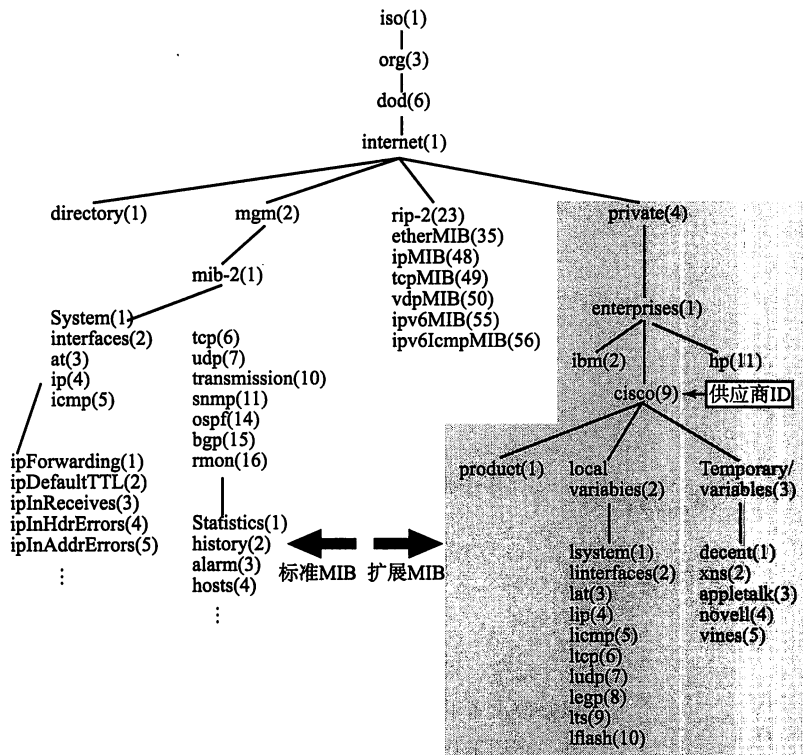 iso(1)
org(3)
dod(6)
internet(1)
directory(1)
mgm(2)
mib-2(1)
System(1)
interfaces(2)
at(3)
ip(4)
icmp(5)
ipForwarding(1)
ipDefaultTTL(2)
ipInReceives(3)
ipInHdrErrors(4)
ipInAddrErrors(5)
⋮
tcp(6)
udp(7)
transmission(10)
snmp(11)
ospf(14)
bgp(15)
rmon(16)
Statistics(1)
history(2)
alarm(3)
hosts(4)
⋮
rip-2(23)
etherMIB(35)
ipMIB(48)
tcpMIB(49)
vdpMIB(50)
ipv6MIB(55)
ipv6IcmpMIB(56)
标准MIB
扩展MIB
private(4)
enterprises(1)
ibm(2)
hp(11)
cisco(9)
供应商ID
product(1)
local
variables(2)
lsystem(1)
linterfaces(2)
lat(3)
lip(4)
licmp(5)
ltcp(6)
ludp(7)
legp(8)
lts(9)
lflash(10)
Temporary/
variables(3)
decent(1)
xns(2)
appletalk(3)
novell(4)
vines(5)